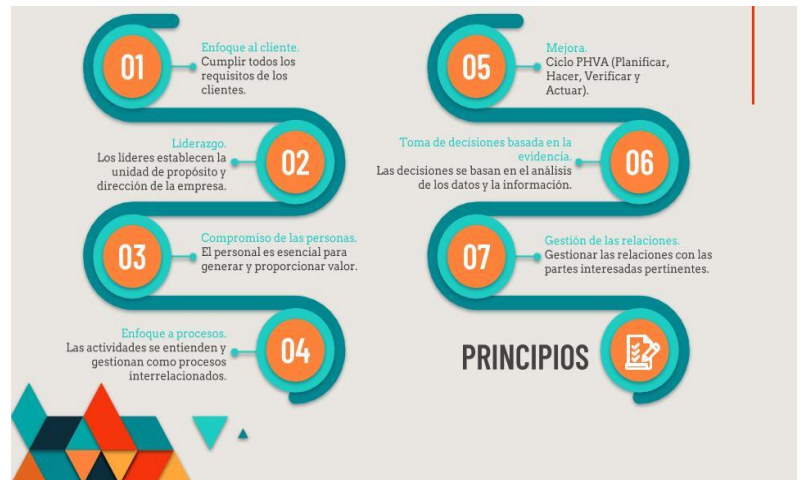 01
Enfoque al cliente.
Cumplir todos los
requisitos de los
clientes.
02
Liderazgo.
Los líderes establecen la
unidad de propósito y
dirección de la empresa.
03
Compromiso de las personas.
El personal es esencial para
generar y proporcionar valor.
04
Enfoque a procesos.
Las actividades se entienden y
gestionan como procesos
interrelacionados.
05
Mejora.
Ciclo PHVA (Planificar,
Hacer, Verificar y
Actuar).
06
Toma de decisiones basada en la
evidencia.
Las decisiones se basan en el análisis
de los datos y la información.
07
Gestión de las relaciones.
Gestionar las relaciones con las
partes interesadas pertinentes.
PRINCIPIOS